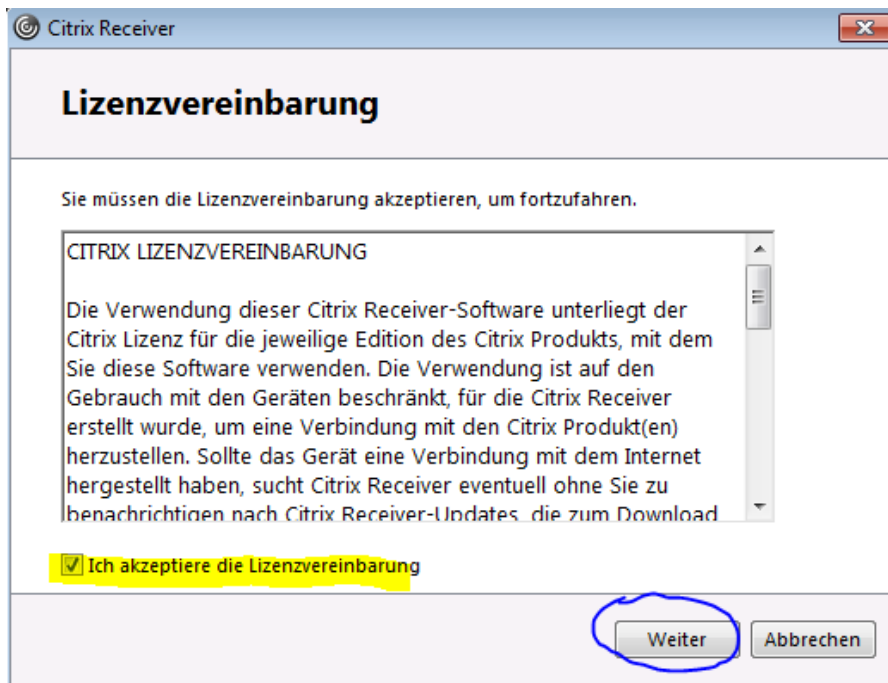 Citrix Receiver
Lizenzvereinbarung
Sie müssen die Lizenzvereinbarung akzeptieren, um fortzufahren.
CITRIX LIZENZVEREINBARUNG
Die Verwendung dieser Citrix Receiver-Software unterliegt der
Citrix Lizenz für die jeweilige Edition des Citrix Produkts, mit dem
Sie diese Software verwenden. Die Verwendung ist auf den
Gebrauch mit den Geräten beschränkt, für die Citrix Receiver
erstellt wurde, um eine Verbindung mit den Citrix Produkt(en)
herzustellen. Sollte das Gerät eine Verbindung mit dem Internet
hergestellt haben, sucht Citrix Receiver eventuell ohne Sie zu
benachrichtigen nach Citrix Receiver-Updates, die zum Download
Ich akzeptiere die Lizenzvereinbarung
Weiter
Abbrechen